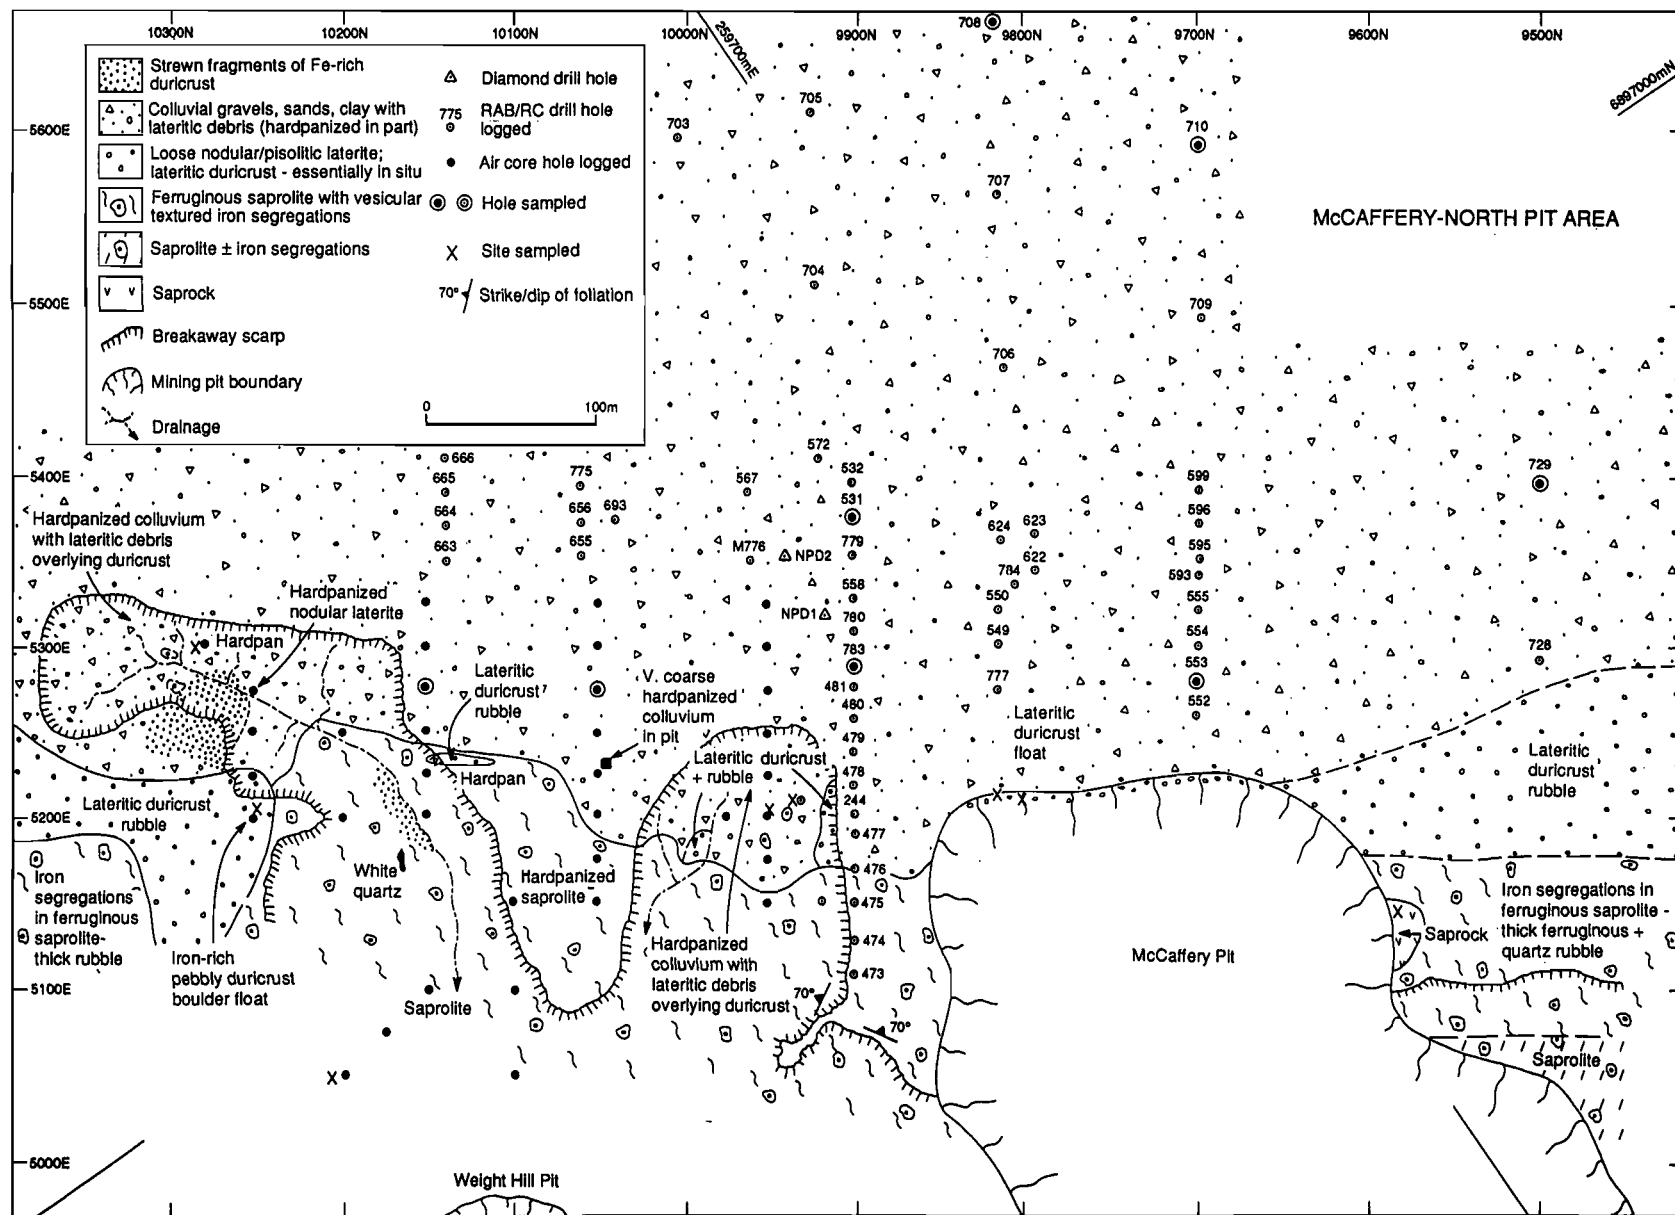 10300N
10200N
10100N
10000N
9900N
708
9800N
9700N
9600N
9500N
259700mE
6897000mN
Strewn fragments of Fe-rich
duricrust
Colluvial gravels, sands, clay with
lateritic debris (hardpanized in part)
Loose nodular/pisolitic laterite;
lateritic duricrust - essentially in situ
Ferruginous saprolite with vesicular
textured iron segregations
Saprolite ± iron segregations
Saprock
Breakaway scarp
Mining pit boundary
Drainage
Diamond drill hole
775
RAB/RC drill hole
logged
Air core hole logged
Hole sampled
Site sampled
70°
Strike/dip of foliation
0
100m
5600E
5500E
5400E
5300E
5200E
5100E
5000E
McCAFFERY-NORTH PIT AREA
703
705
710
707
704
709
706
572
666
665
664
663
775
656
693
655
567
M776
NPD2
NPD1
532
531
779
558
780
783
481
480
479
478
244
477
476
475
474
473
624
623
622
784
550
549
777
599
596
595
593
555
554
553
552
729
728
Hardpanized colluvium
with lateritic debris
overlying duricrust
Hardpanized
nodular laterite
Hardpan
Lateritic
duricrust
rubble
V. coarse
hardpanized
colluvium
in pit
Hardpan
Lateritic duricrust
+ rubble
Lateritic
duricrust
float
Lateritic
duricrust
rubble
Lateritic duricrust
rubble
White
quartz
Hardpanized
saprolite
Iron
segregations
in ferruginous
saprolite-
thick rubble
Iron-rich
pebbly duricrust
boulder float
Saprolite
Hardpanized
colluvium with
lateritic debris
overlying duricrust
70°
70°
McCaffery Pit
Iron segregations in
ferruginous saprolite -
thick ferruginous +
quartz rubble
Saprock
Saprolite
Weight Hill Pit